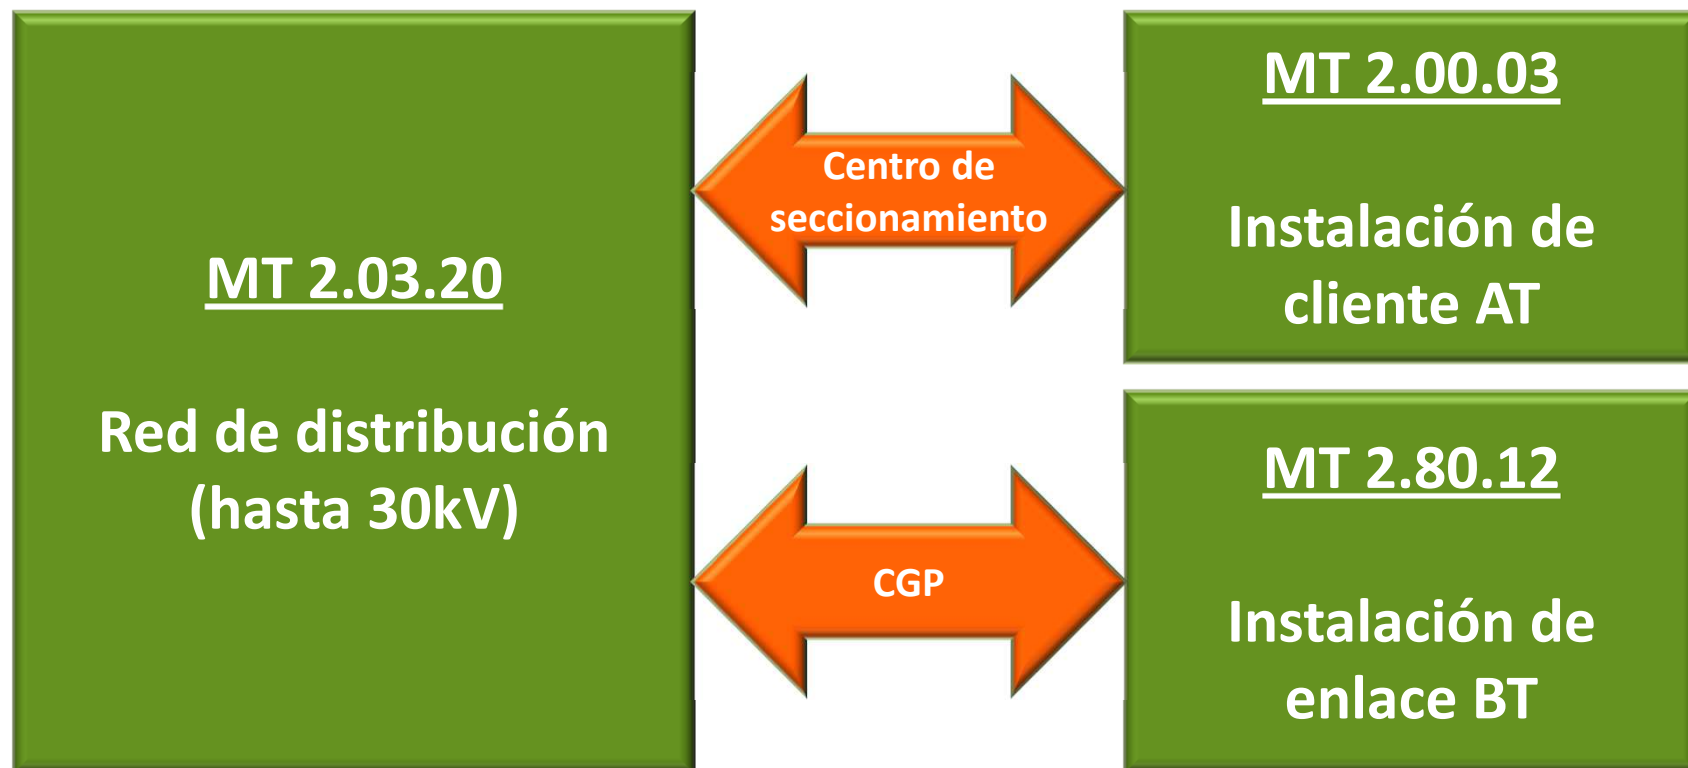 MT 2.03.20
Red de distribución
(hasta 30kV)
Centro de
seccionamiento
CGP
MT 2.00.03
Instalación de
cliente AT
MT 2.80.12
Instalación de
enlace BT